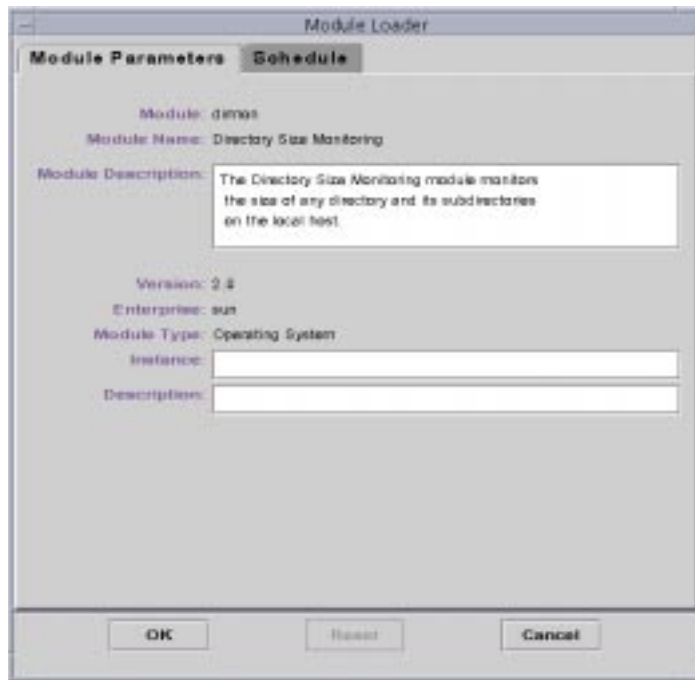 Module Loader
Module Parameters
Schedule
Module: dirmon
Module Name: Directory Size Monitoring
Module Description: The Directory Size Monitoring module monitors
the size of any directory and its subdirectories
on the local host.
Version:
Enterprise: sun
Module Type: Operating System
Instance:
Description:
OK
Reset
Cancel